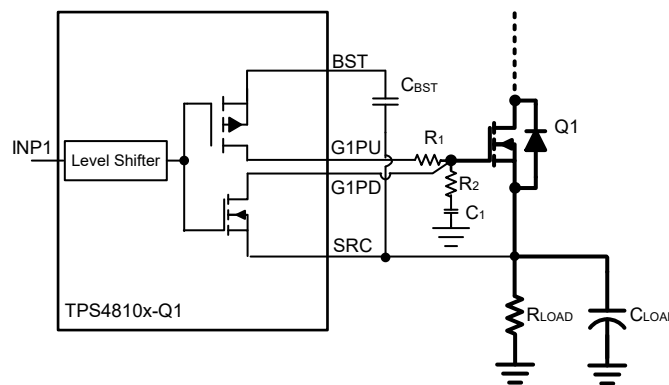 BST
CBST
INP1
Level Shifter
G1PU
R1
Q1
G1PD
R2
C1
SRC
RLOAD
CLOAD
TPS4810x-Q1